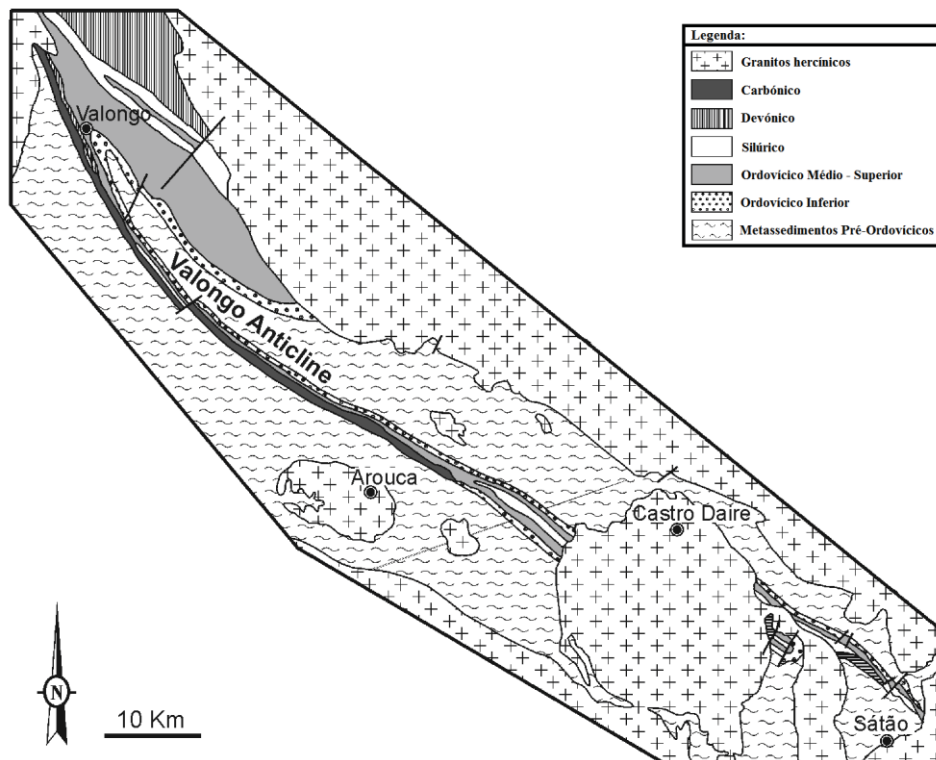 Legenda:
Granitos hercínicos
Carbónico
Devónico
Silúrico
Ordovícico Médio - Superior
Ordovícico Inferior
Metassedimentos Pré-Ordovícicos
Valongo
Valongo Anticline
Arouca
Castro Daire
Sátão
N
10 Km